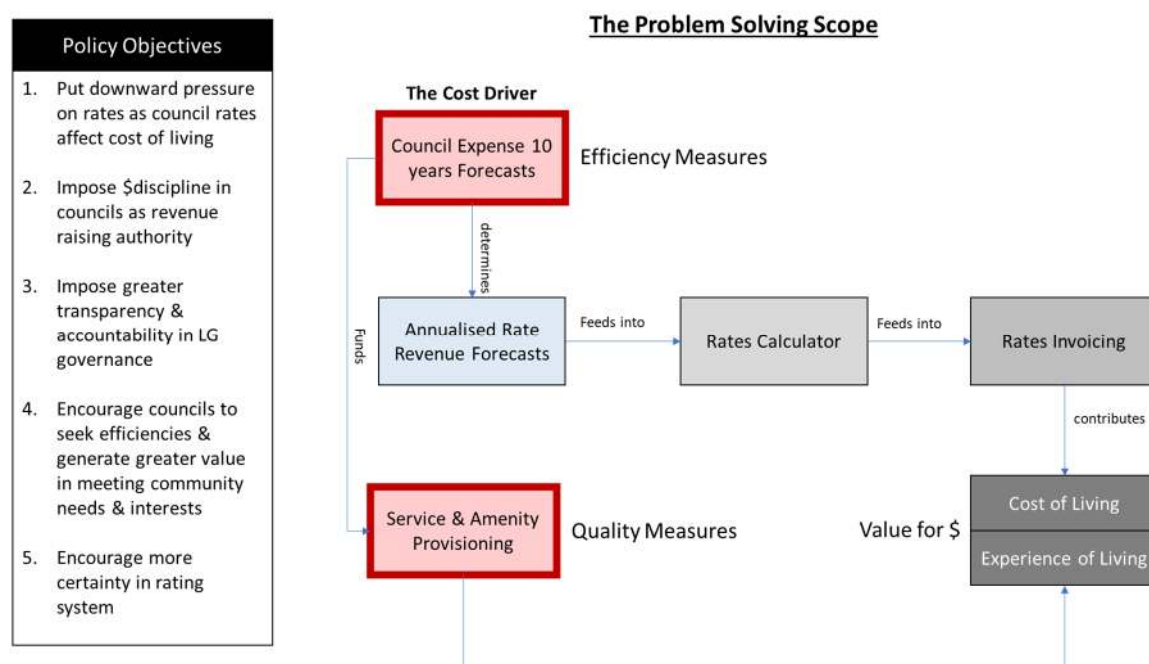 The Problem Solving Scope
Policy Objectives
1. Put downward pressure
on rates as council rates
affect cost of living
2. Impose $discipline in
councils as revenue
raising authority
3. Impose greater
transparency &
accountability in LG
governance
4. Encourage councils to
seek efficiencies &
generate greater value
in meeting community
needs & interests
5. Encourage more
certainty in rating
system
The Cost Driver
Council Expense 10
years Forecasts
Efficiency Measures
determines
Funds
Annualised Rate
Revenue Forecasts
Feeds into
Rates Calculator
Feeds into
Rates Invoicing
contributes
Service & Amenity
Provisioning
Quality Measures
Value for $
Cost of Living
Experience of Living